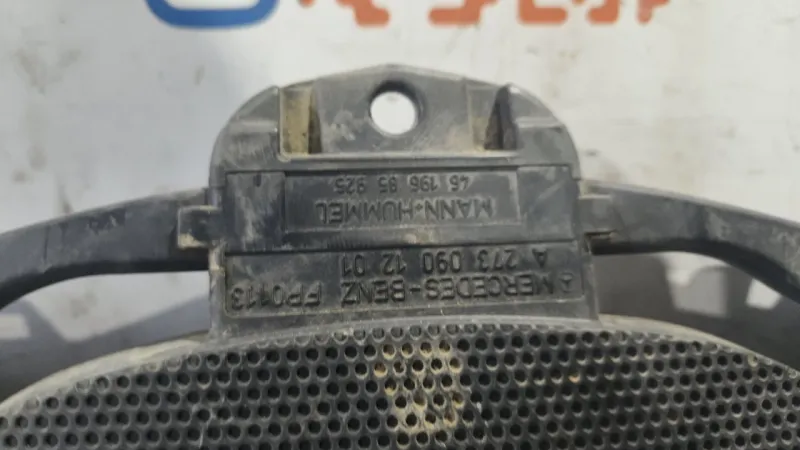 MERCEDES-BENZ FP0113
A 273 090 12 01
MANN+HUMMEL
46 196 85 925